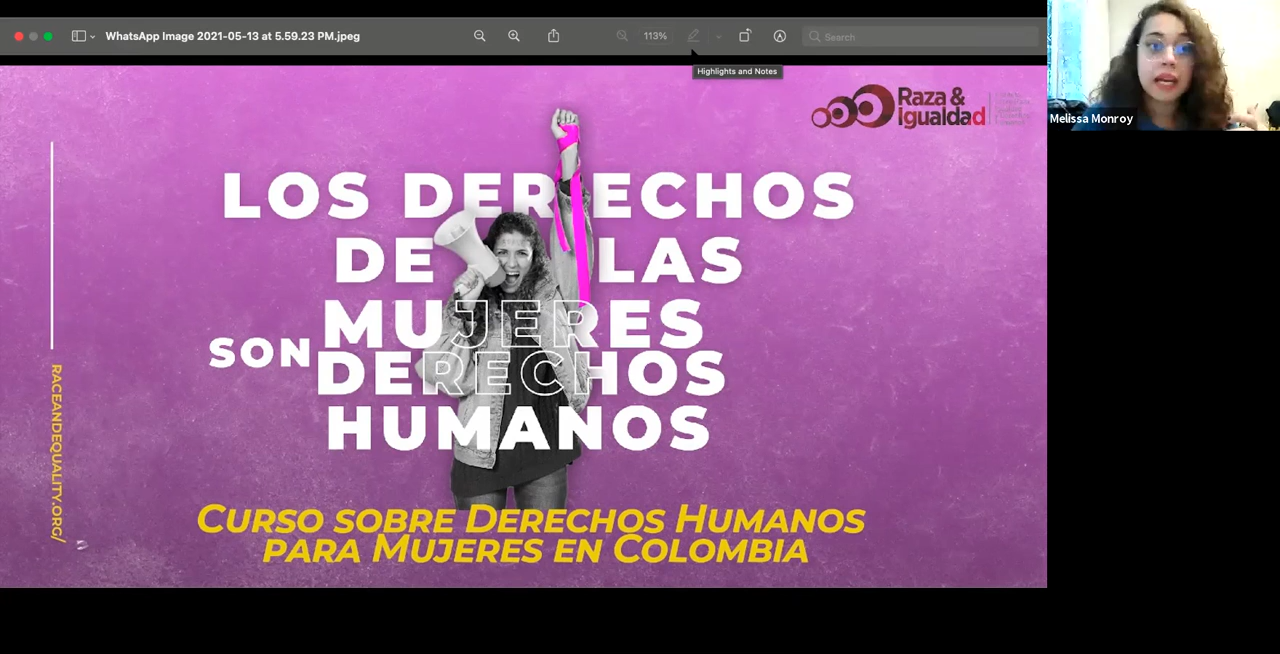 WhatsApp Image 2021-05-13 at 5.59.23 PM.jpeg
113%
Search
Highlights and Notes
Melissa Monroy
Raza &
igualdad
LOS DERECHOS
DE LAS
MUJERES
SON
DERECHOS
HUMANOS
RACEANDEQUALITY.ORG/
CURSO SOBRE DERECHOS HUMANOS
PARA MUJERES EN COLOMBIA